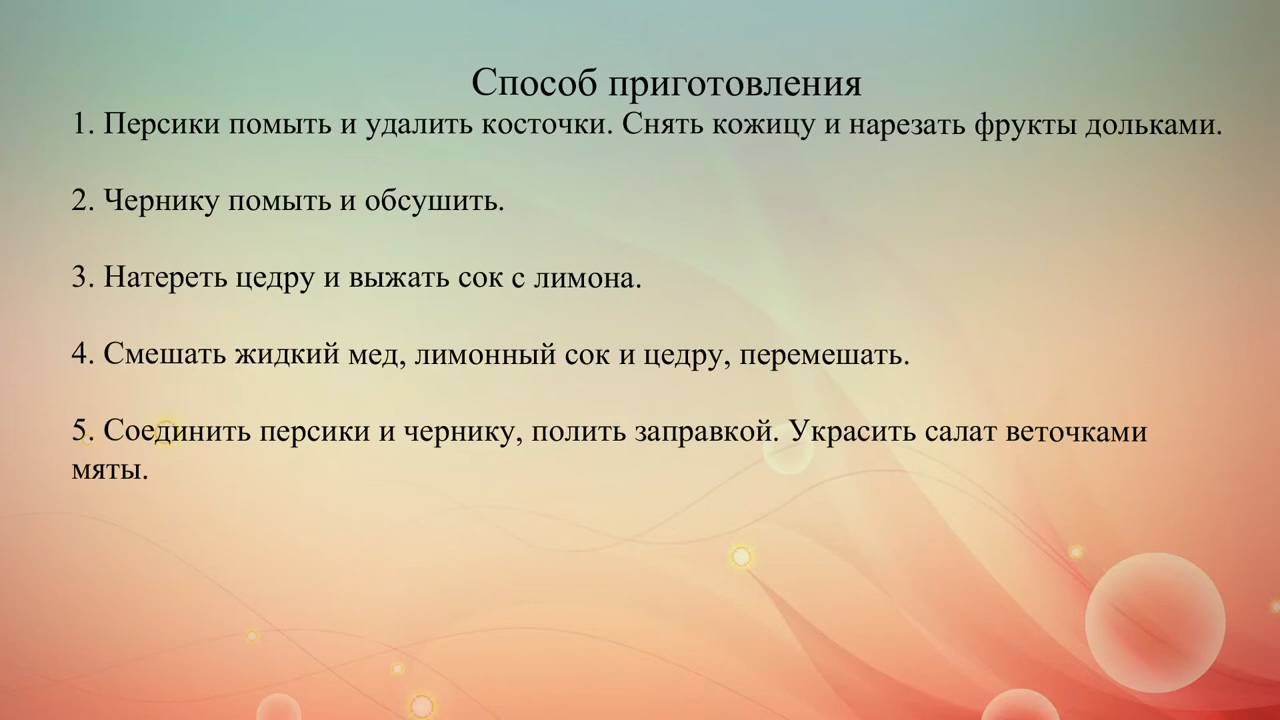 Способ приготовления
1. Персики помыть и удалить косточки. Снять кожицу и нарезать фрукты дольками.
2. Чернику помыть и обсушить.
3. Натереть цедру и выжать сок с лимона.
4. Смешать жидкий мед, лимонный сок и цедру, перемешать.
5. Соединить персики и чернику, полить заправкой. Украсить салат веточками
мяты.